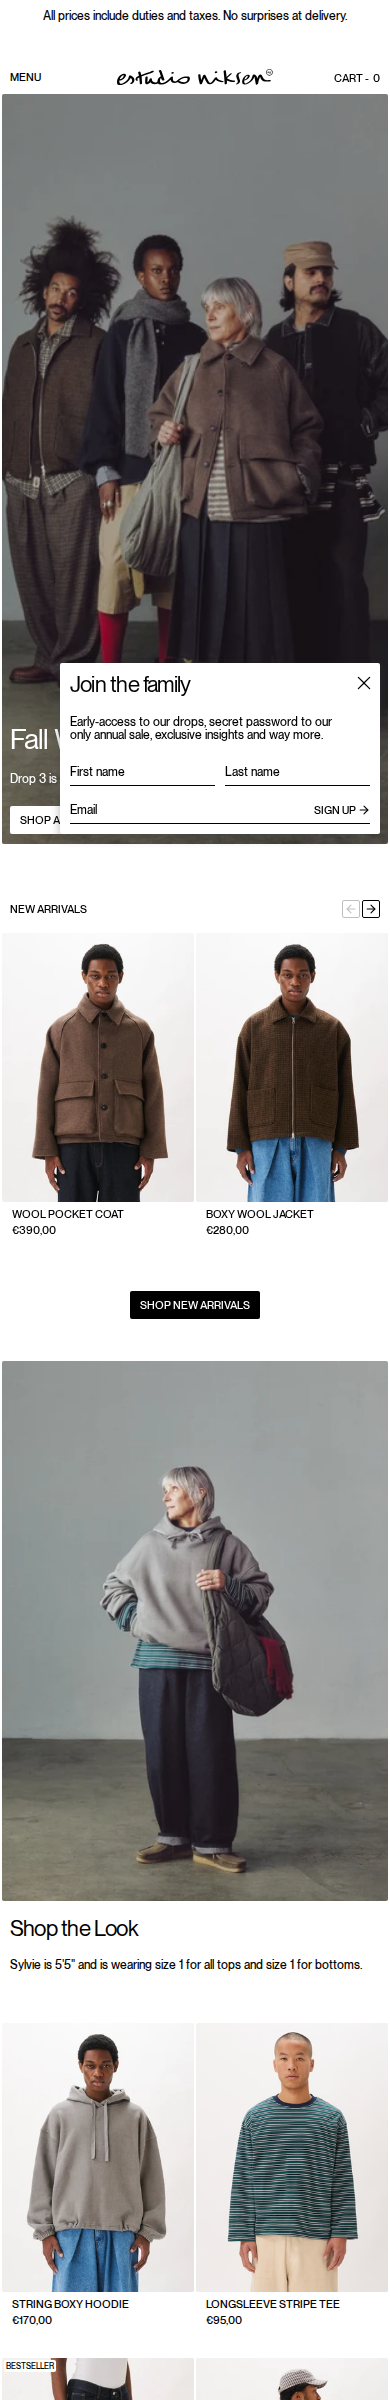 All prices include duties and taxes. No surprises at delivery.
MENU
estudio niksen
CART - 0
Join the family
Early-access to our drops, secret password to our
only annual sale, exclusive insights and way more.
First name
Last name
Email
SIGN UP →
Fall
Drop 3 is
SHOP
NEW ARRIVALS
WOOL POCKET COAT
€390,00
BOXY WOOL JACKET
€280,00
SHOP NEW ARRIVALS
Shop the Look
Sylvie is 5'5" and is wearing size 1 for all tops and size 1 for bottoms.
STRING BOXY HOODIE
€170,00
LONGSLEEVE STRIPE TEE
€95,00
BESTSELLER